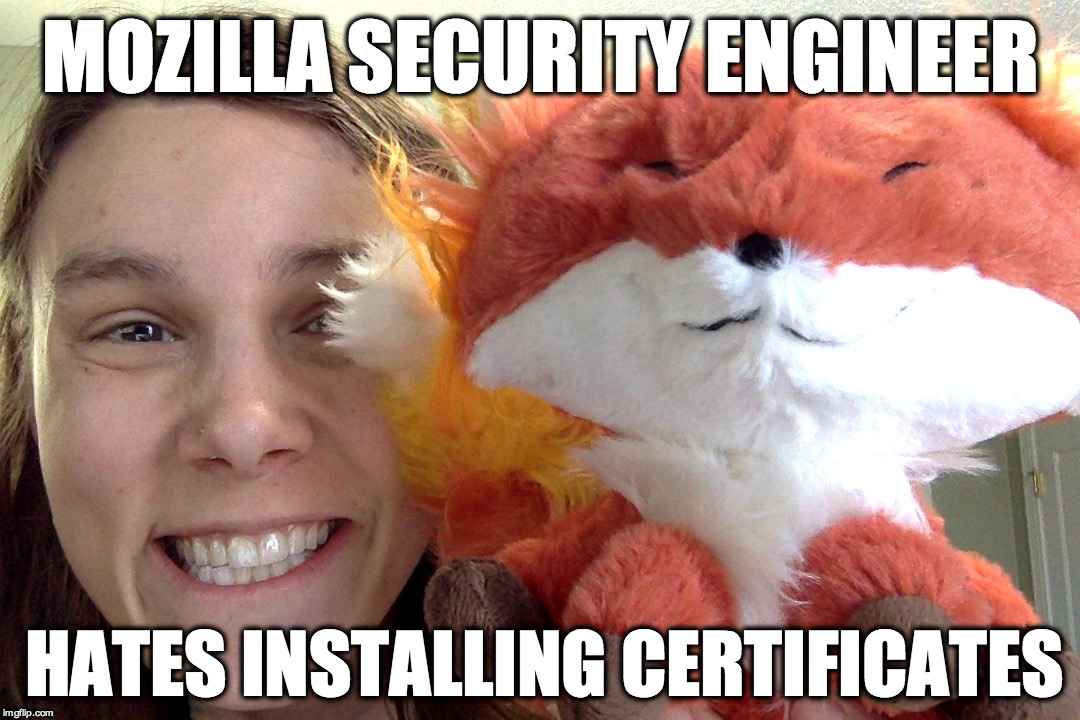 MOZILLA SECURITY ENGINEER
HATES INSTALLING CERTIFICATES
imgflip.com